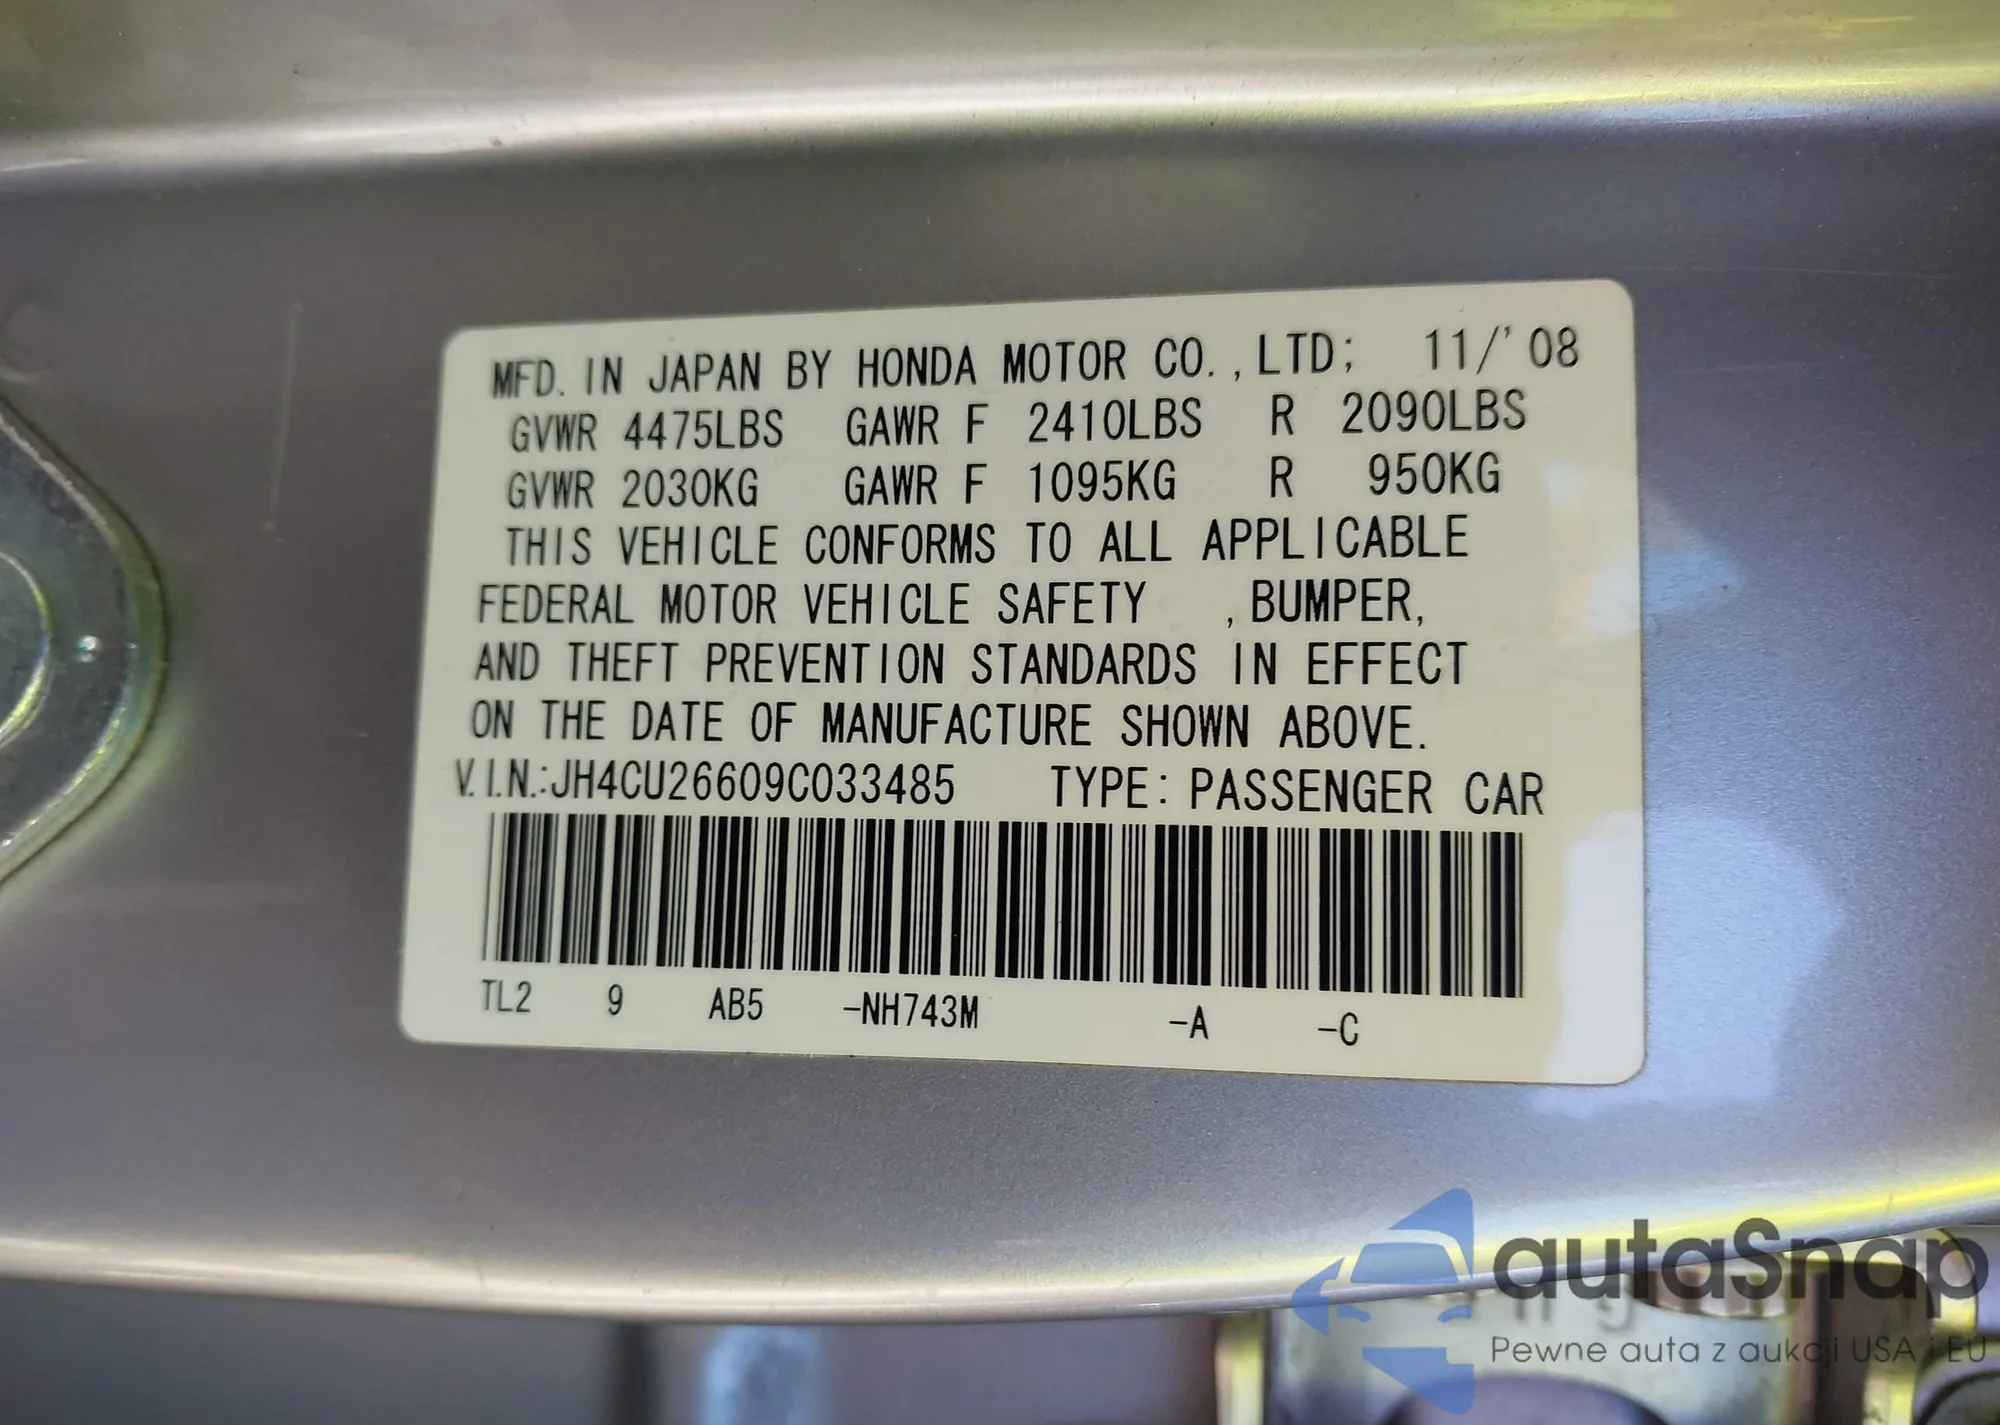 MFD. IN JAPAN BY HONDA MOTOR CO., LTD; 11/'08
GVWR 4475LBS GAWR F 2410LBS R 2090LBS
GVWR 2030KG GAWR F 1095KG R 950KG
THIS VEHICLE CONFORMS TO ALL APPLICABLE
FEDERAL MOTOR VEHICLE SAFETY , BUMPER,
AND THEFT PREVENTION STANDARDS IN EFFECT
ON THE DATE OF MANUFACTURE SHOWN ABOVE.
V.I.N.:JH4CU26609C033485 TYPE: PASSENGER CAR
TL2 9 AB5 -NH743M -A -C
autaSnap
Pewne auta z aukcji USA i EU